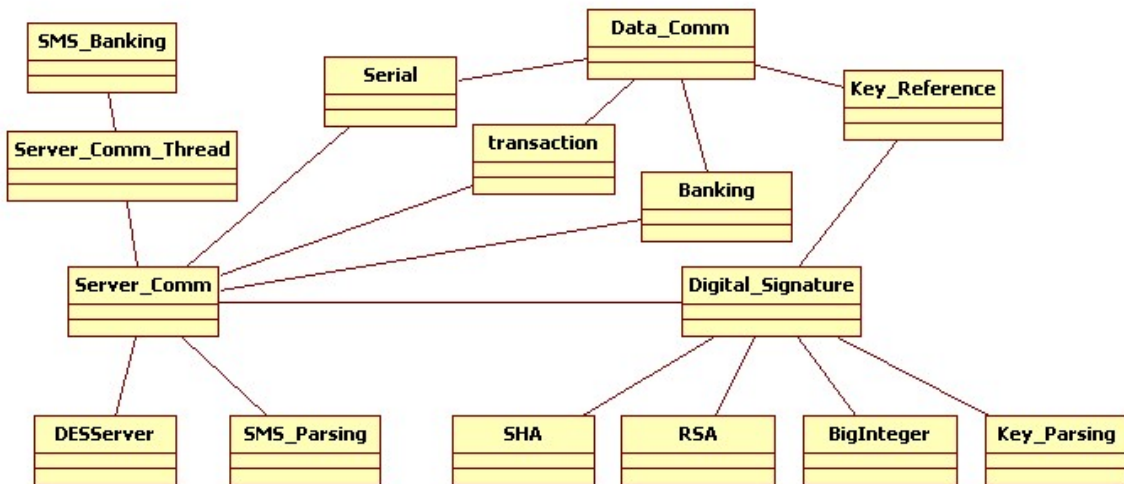 Data_Comm
SMS_Banking
Serial
Key_Reference
transaction
Server_Comm_Thread
Banking
Server_Comm
Digital_Signature
DESServer
SMS_Parsing
SHA
RSA
BigInteger
Key_Parsing